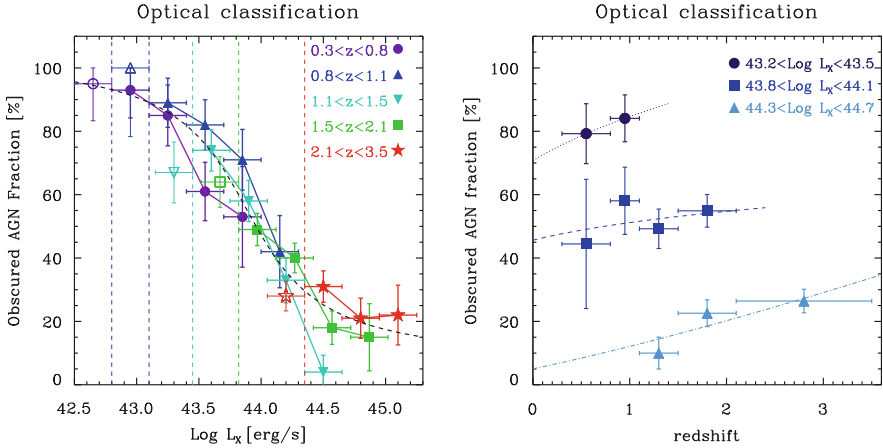 Optical classification
Obscured AGN Fraction [%]
100
80
60
40
20
0
0.3<z<0.8
0.8<z<1.1
1.1<z<1.5
1.5<z<2.1
2.1<z<3.5
42.5 43.0 43.5 44.0 44.5 45.0
Log LX [erg/s]
Optical classification
Obscured AGN fraction [%]
100
80
60
40
20
0
43.2<Log LX<43.5
43.8<Log LX<44.1
44.3<Log LX<44.7
0 1 2 3
redshift